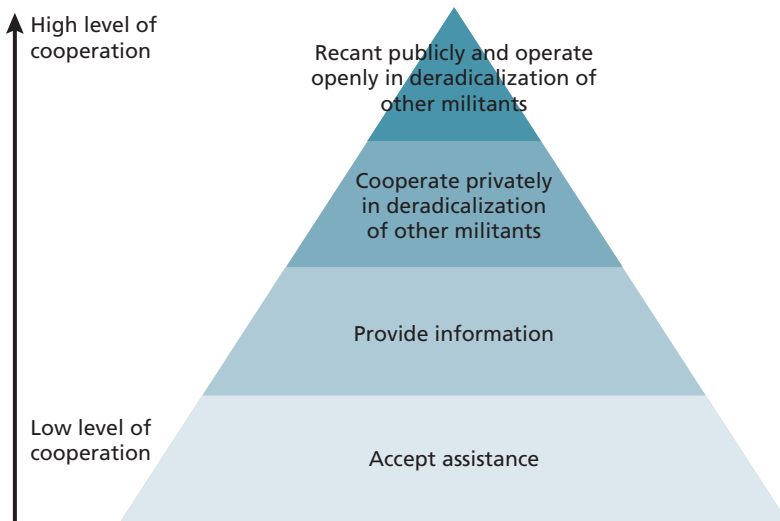 High level of
cooperation
Recant publicly and operate
openly in deradicalization of
other militants
Cooperate privately
in deradicalization
of other militants
Provide information
Low level of
cooperation
Accept assistance